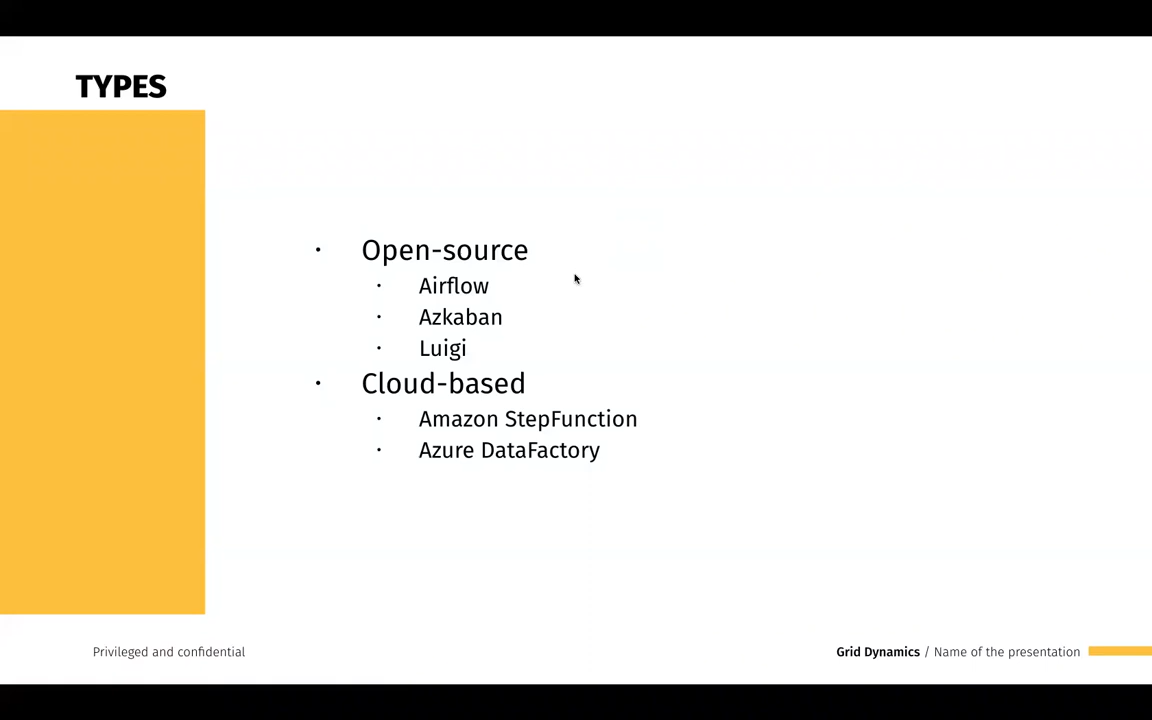 TYPES
· Open-source
· Airflow
· Azkaban
· Luigi
· Cloud-based
· Amazon StepFunction
· Azure DataFactory
Privileged and confidential
Grid Dynamics / Name of the presentation